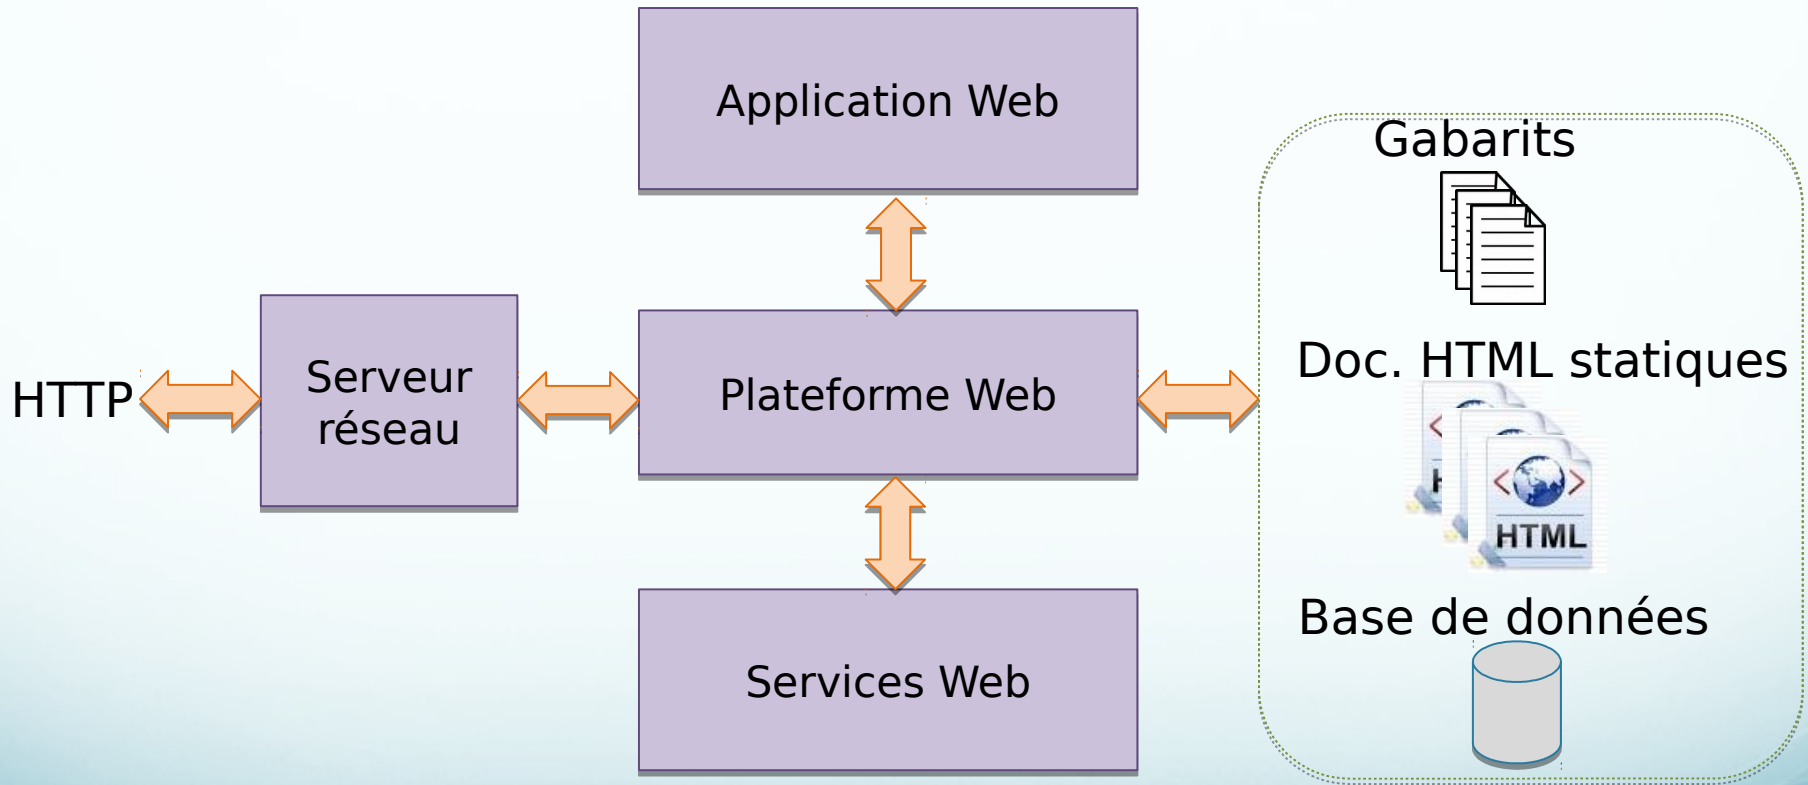 Application Web
Gabarits
HTTP
Serveur
réseau
Plateforme Web
Doc. HTML statiques
HTML
Services Web
Base de données